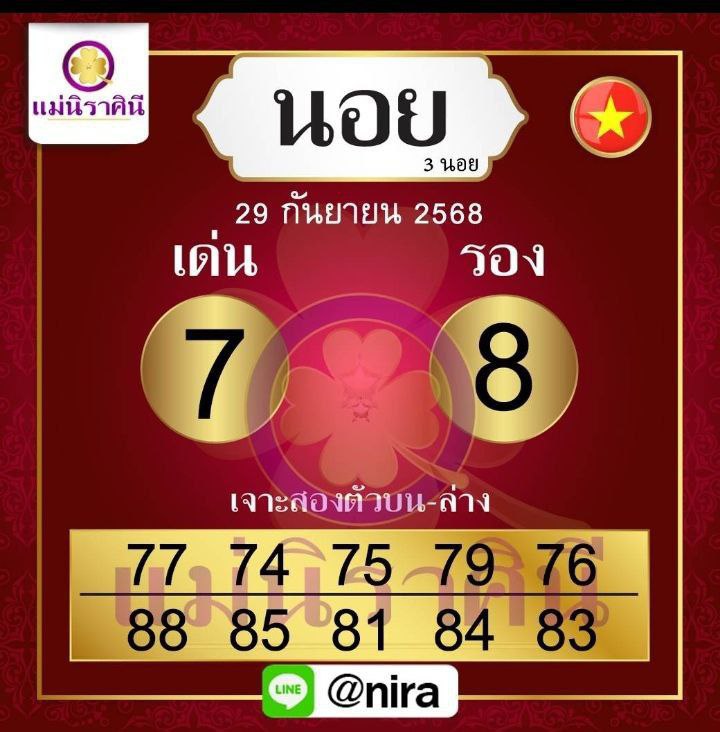 แม่นิราศินี
นอย
3 นอย
29 กันยายน 2568
เด่น รอง
7 8
เจาะสองตัวบน-ล่าง
77 74 75 79 76
แม่นิราศินี
88 85 81 84 83
LINE @nira